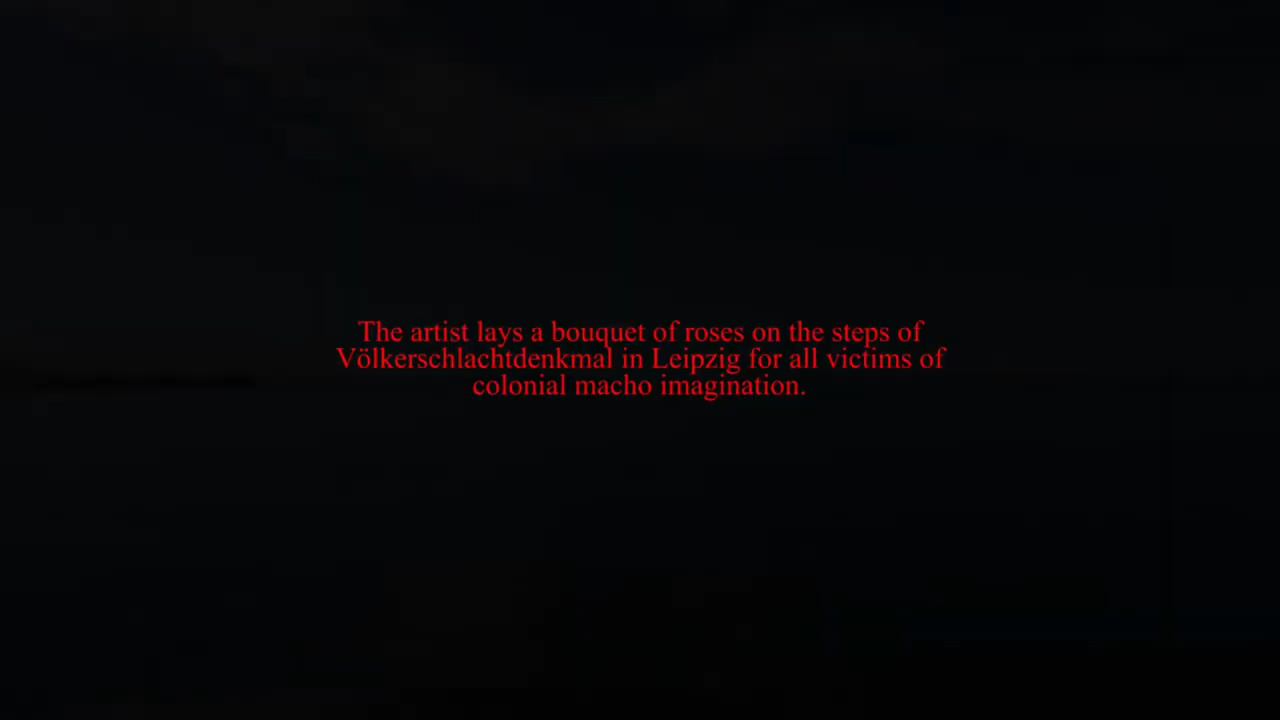 The artist lays a bouquet of roses on the steps of
Völkerschlachtdenkmal in Leipzig for all victims of
colonial macho imagination.